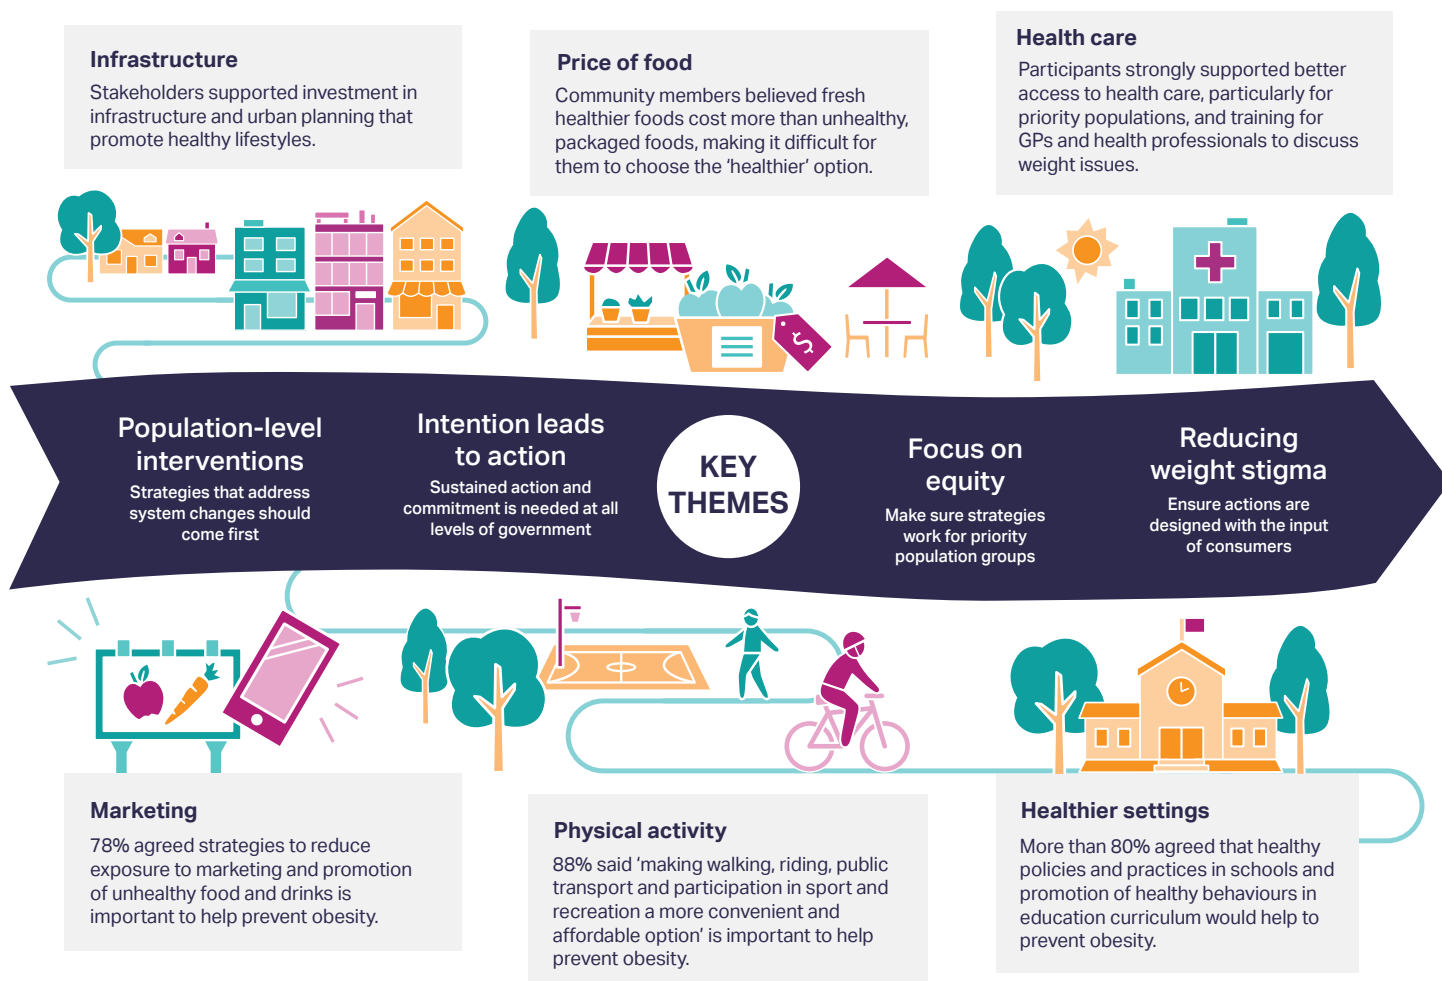 Infrastructure
Stakeholders supported investment in
infrastructure and urban planning that
promote healthy lifestyles.
Price of food
Community members believed fresh
healthier foods cost more than unhealthy,
packaged foods, making it difficult for
them to choose the ‘healthier’ option.
Health care
Participants strongly supported better
access to health care, particularly for
priority populations, and training for
GPs and health professionals to discuss
weight issues.
$
Population-level
interventions
Strategies that address
system changes should
come first
Intention leads
to action
Sustained action and
commitment is needed at all
levels of government
KEY
THEMES
Focus on
equity
Make sure strategies
work for priority
population groups
Reducing
weight stigma
Ensure actions are
designed with the input
of consumers
Marketing
78% agreed strategies to reduce
exposure to marketing and promotion
of unhealthy food and drinks is
important to help prevent obesity.
Physical activity
88% said ‘making walking, riding, public
transport and participation in sport and
recreation a more convenient and
affordable option’ is important to help
prevent obesity.
Healthier settings
More than 80% agreed that healthy
policies and practices in schools and
promotion of healthy behaviours in
education curriculum would help to
prevent obesity.